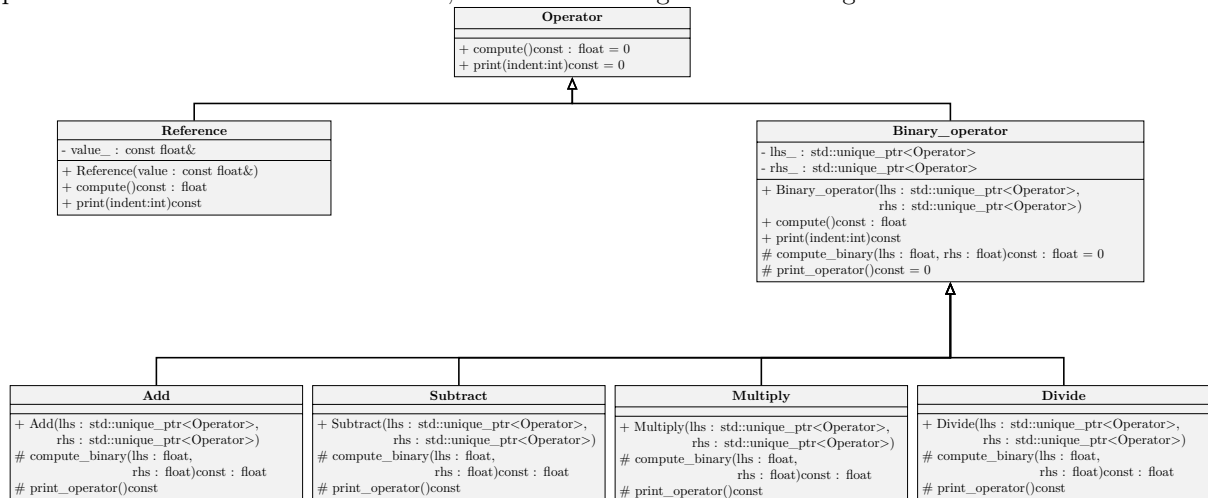 Operator
+ compute()const : float = 0
+ print(indent:int)const = 0
Reference
- value_ : const float&
+ Reference(value : const float&)
+ compute()const : float
+ print(indent:int)const
Binary_operator
- lhs_ : std::unique_ptr<Operator>
- rhs_ : std::unique_ptr<Operator>
+ Binary_operator(lhs : std::unique_ptr<Operator>,
rhs : std::unique_ptr<Operator>)
+ compute()const : float
+ print(indent:int)const
# compute_binary(lhs : float, rhs : float)const : float = 0
# print_operator()const = 0
Add
+ Add(lhs : std::unique_ptr<Operator>,
rhs : std::unique_ptr<Operator>)
# compute_binary(lhs : float,
rhs : float)const : float
# print_operator()const
Subtract
+ Subtract(lhs : std::unique_ptr<Operator>,
rhs : std::unique_ptr<Operator>)
# compute_binary(lhs : float,
rhs : float)const : float
# print_operator()const
Multiply
+ Multiply(lhs : std::unique_ptr<Operator>,
rhs : std::unique_ptr<Operator>)
# compute_binary(lhs : float,
rhs : float)const : float
# print_operator()const
Divide
+ Divide(lhs : std::unique_ptr<Operator>,
rhs : std::unique_ptr<Operator>)
# compute_binary(lhs : float,
rhs : float)const : float
# print_operator()const